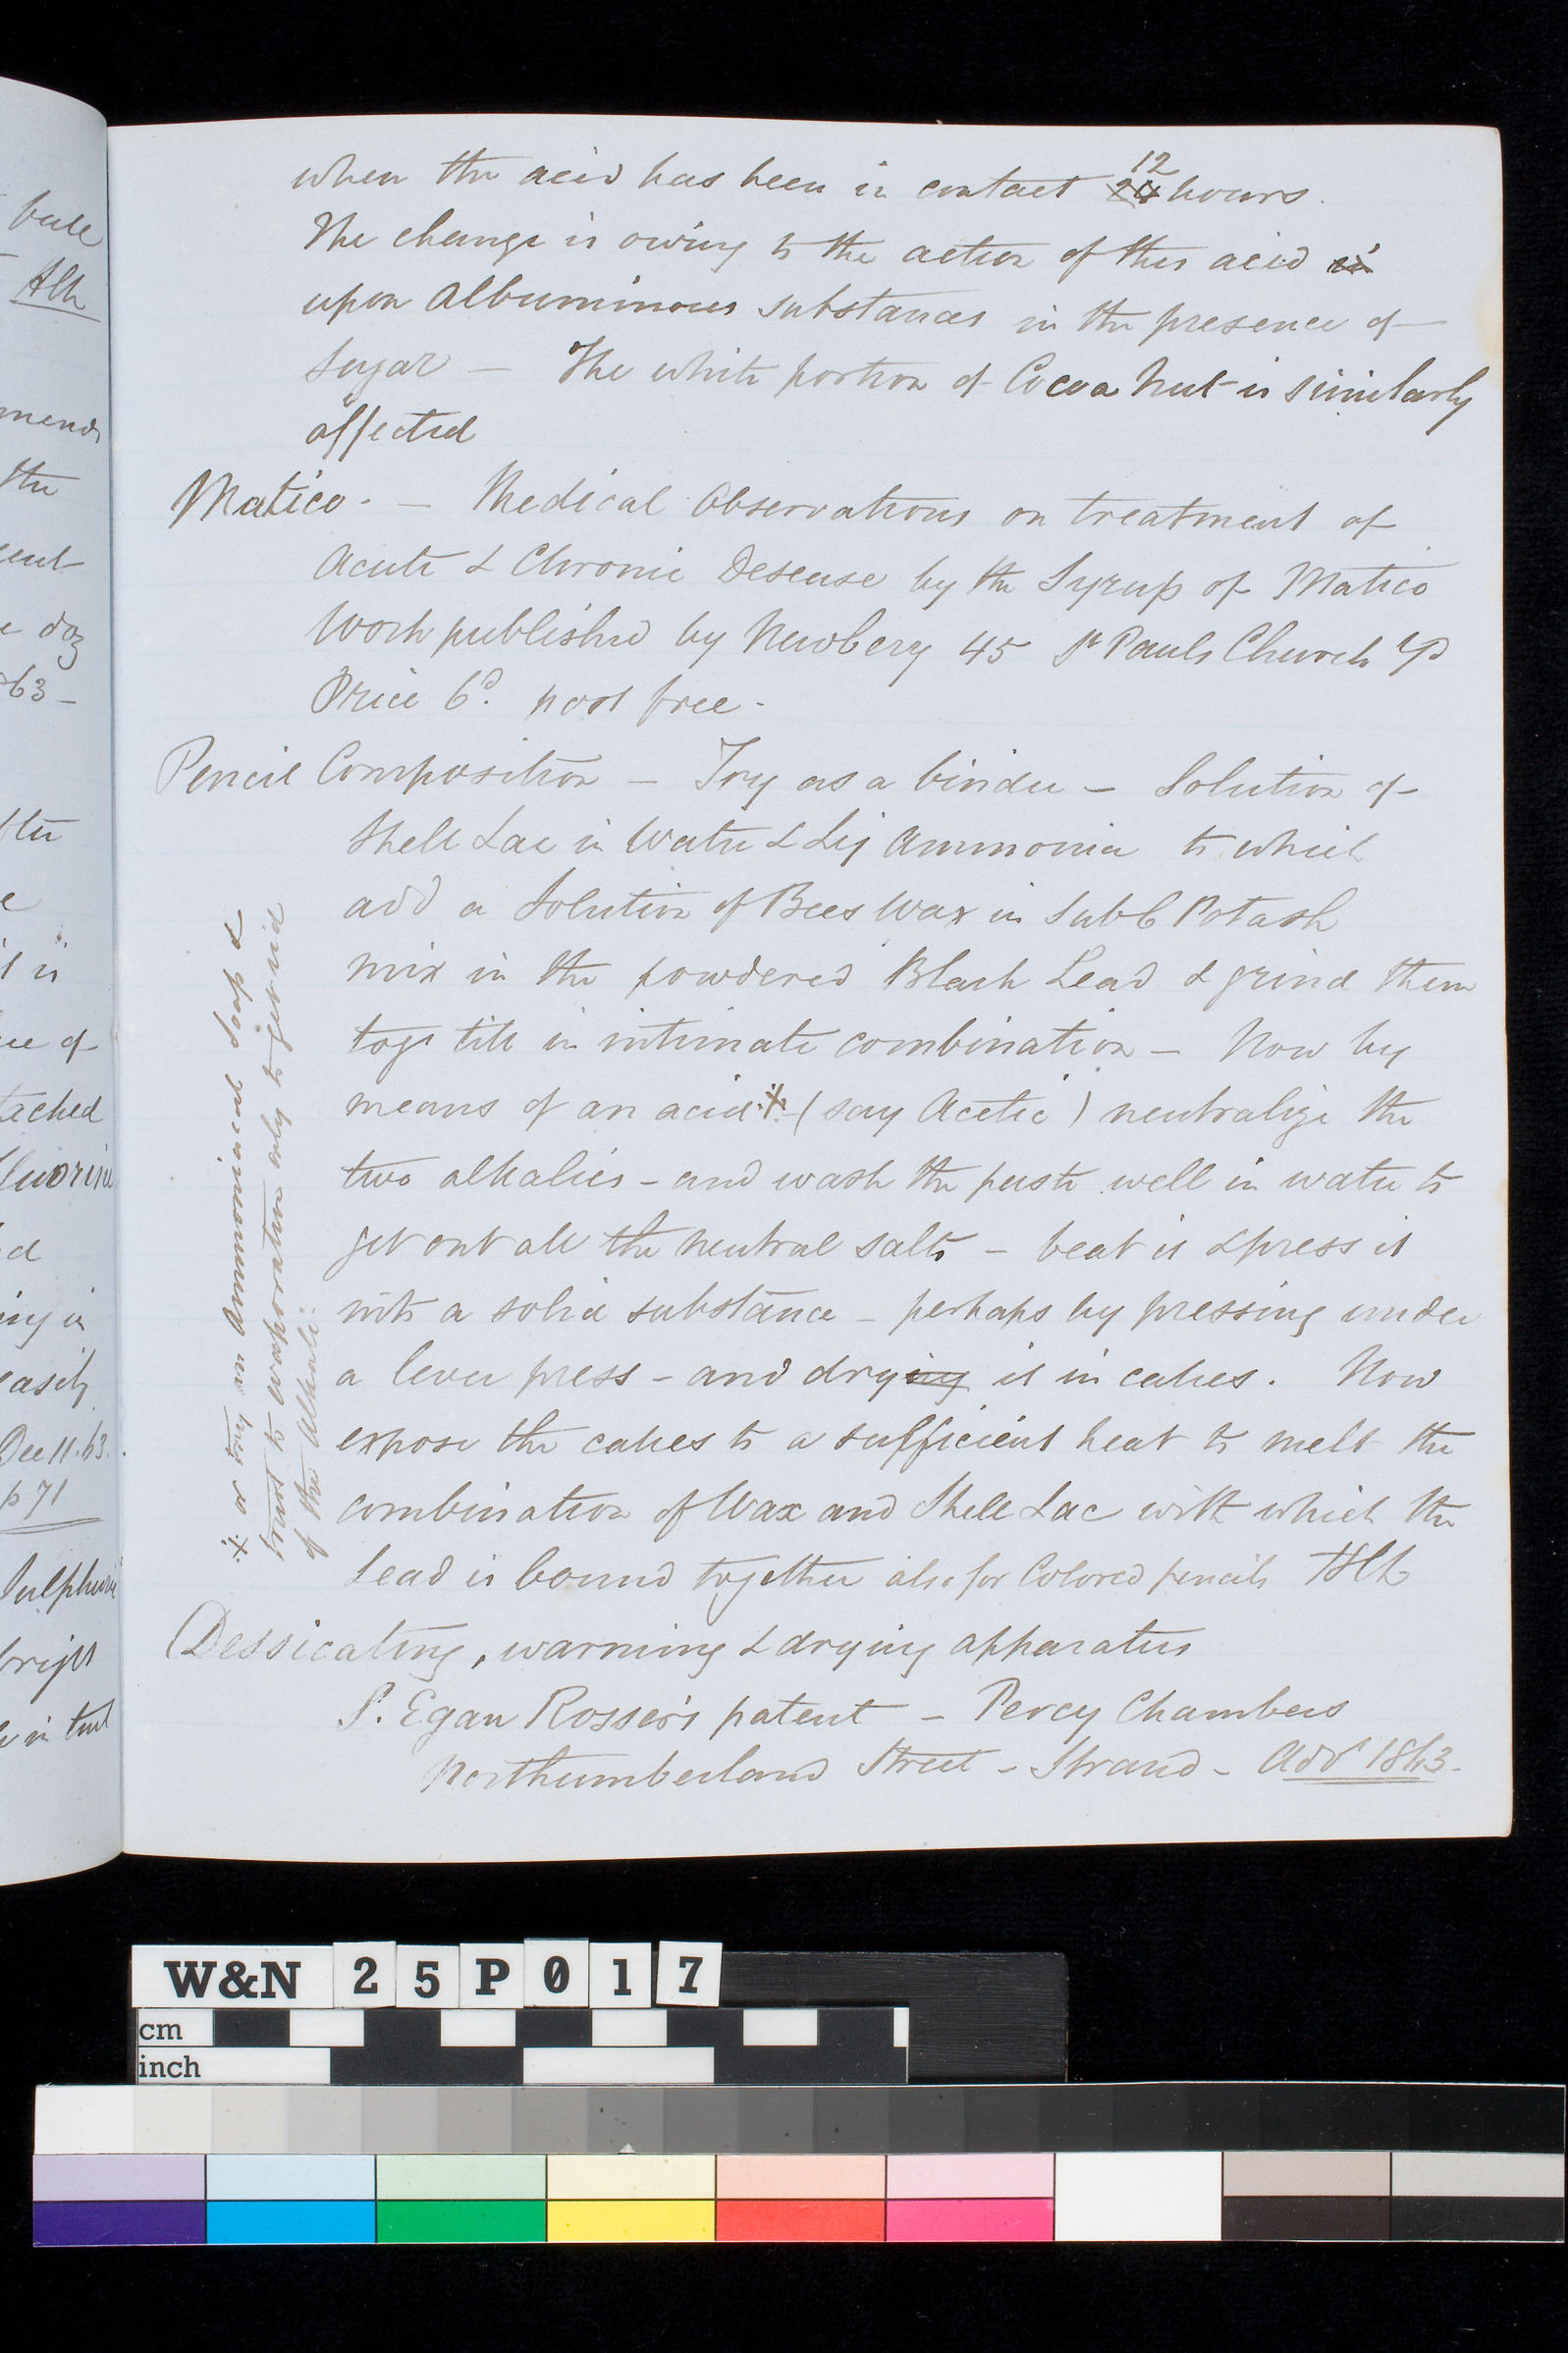 when the acid has been in contact 24 12 hours.
The change is owing to the action of this acid in
upon Albuminous substances in the presence of
Sugar — The white portion of Cocoa Nut is similarly
affected
Matico. — Medical Observations on treatment of
Acute & Chronic Desease by the Syrup of Matico
Work published by Newbery 45 St Pauls Church Yd
Price 6d. post free -
Pencil Composition — Try as a binder — Solution of
Shell Lac in Water & Liq Ammonia to which
add a Solution of Bees Wax in Subc Potash
mix in the powdered Black Lead & grind them
togr till in intimate combination — Now by
means of an acid ※ (say Acetic) neutralize the
two alkalies - and wash the paste well in water to
get out all the neutral salts - beat it & press it
into a solid substance - perhaps by pressing under
a lever press - and drying it in cakes. Now
expose the cakes to a sufficient heat to melt the
combination of Wax and Shell Lac with which the
Lead is bound together also for Colored pencils HCh
Dessicating, warming & drying apparatus
P. Egan Rosser's patent — Percy Chambers
Northumberland Street - Strand - Adv 1863.
※ or try an Ammoniacal Soap &
trust to evaporation only to get rid
of the Alkali.
bule
mend
the
doz
63 -
e
it is
of
tached
luorine
d
ing in
easily
Dec 11. 63.
p 71
Sulphuric
bright
in
W&N 25P017
cm
inch